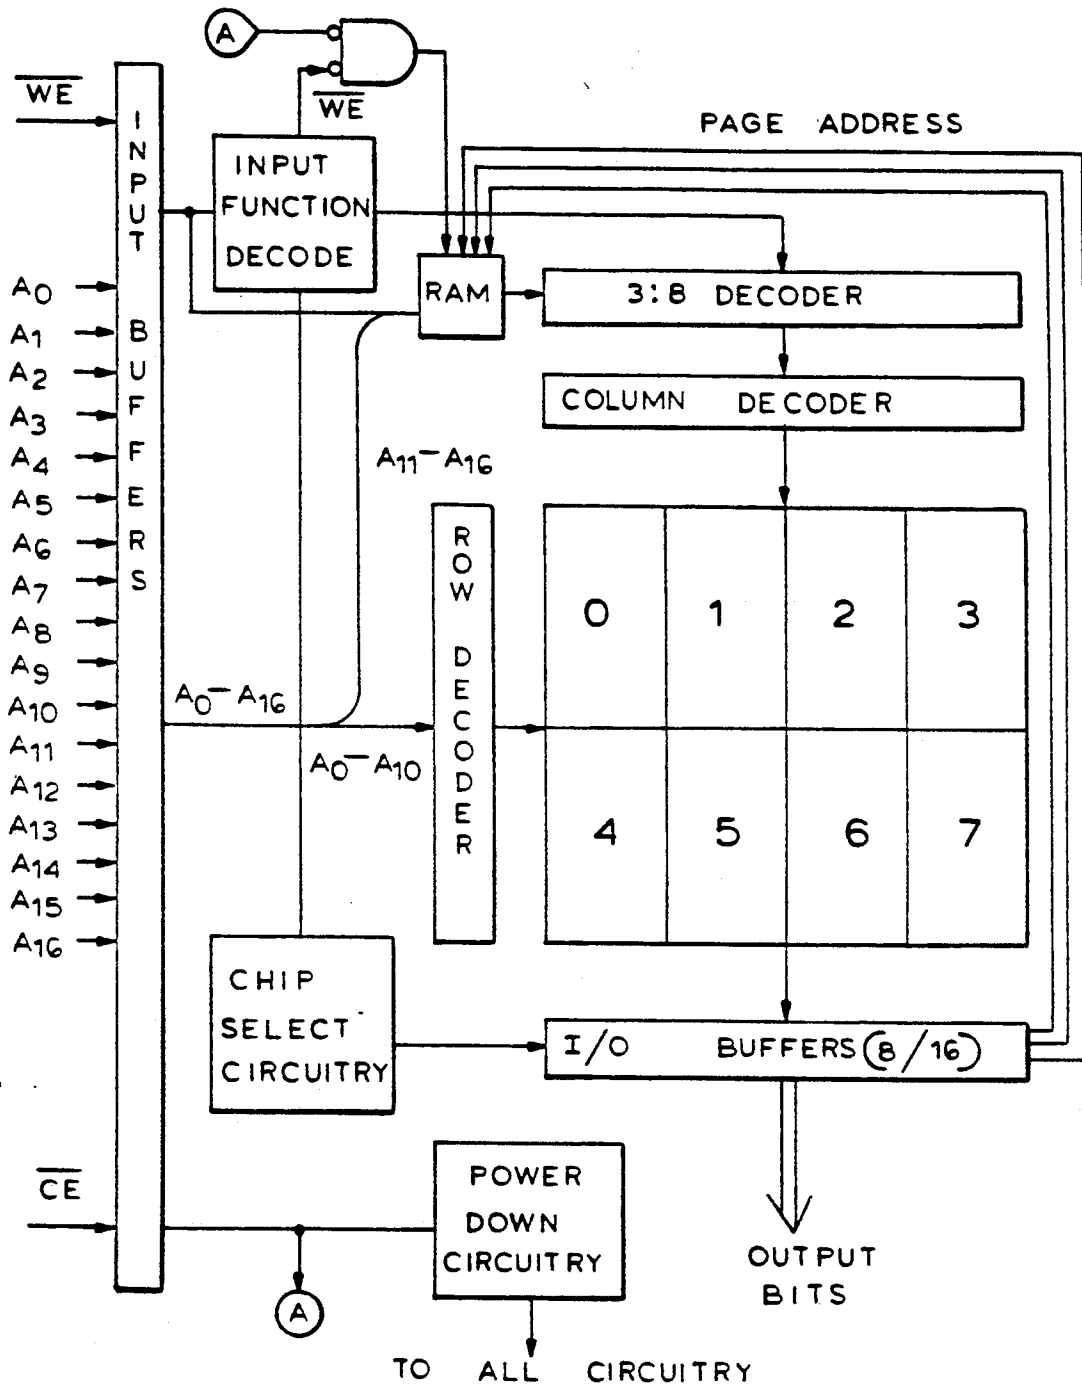 A
W̅E̅
W̅E̅
PAGE ADDRESS
INPUT BUFFERS
INPUT
FUNCTION
DECODE
RAM
3:8 DECODER
COLUMN DECODER
A0
A1
A2
A3
A4
A5
A6
A7
A8
A9
A10
A11
A12
A13
A14
A15
A16
A11-A16
A0-A16
A0-A10
ROW DECODER
0 1 2 3
4 5 6 7
CHIP
SELECT
CIRCUITRY
I/O BUFFERS (8/16)
C̅E̅
POWER
DOWN
CIRCUITRY
A
OUTPUT
BITS
TO ALL CIRCUITRY